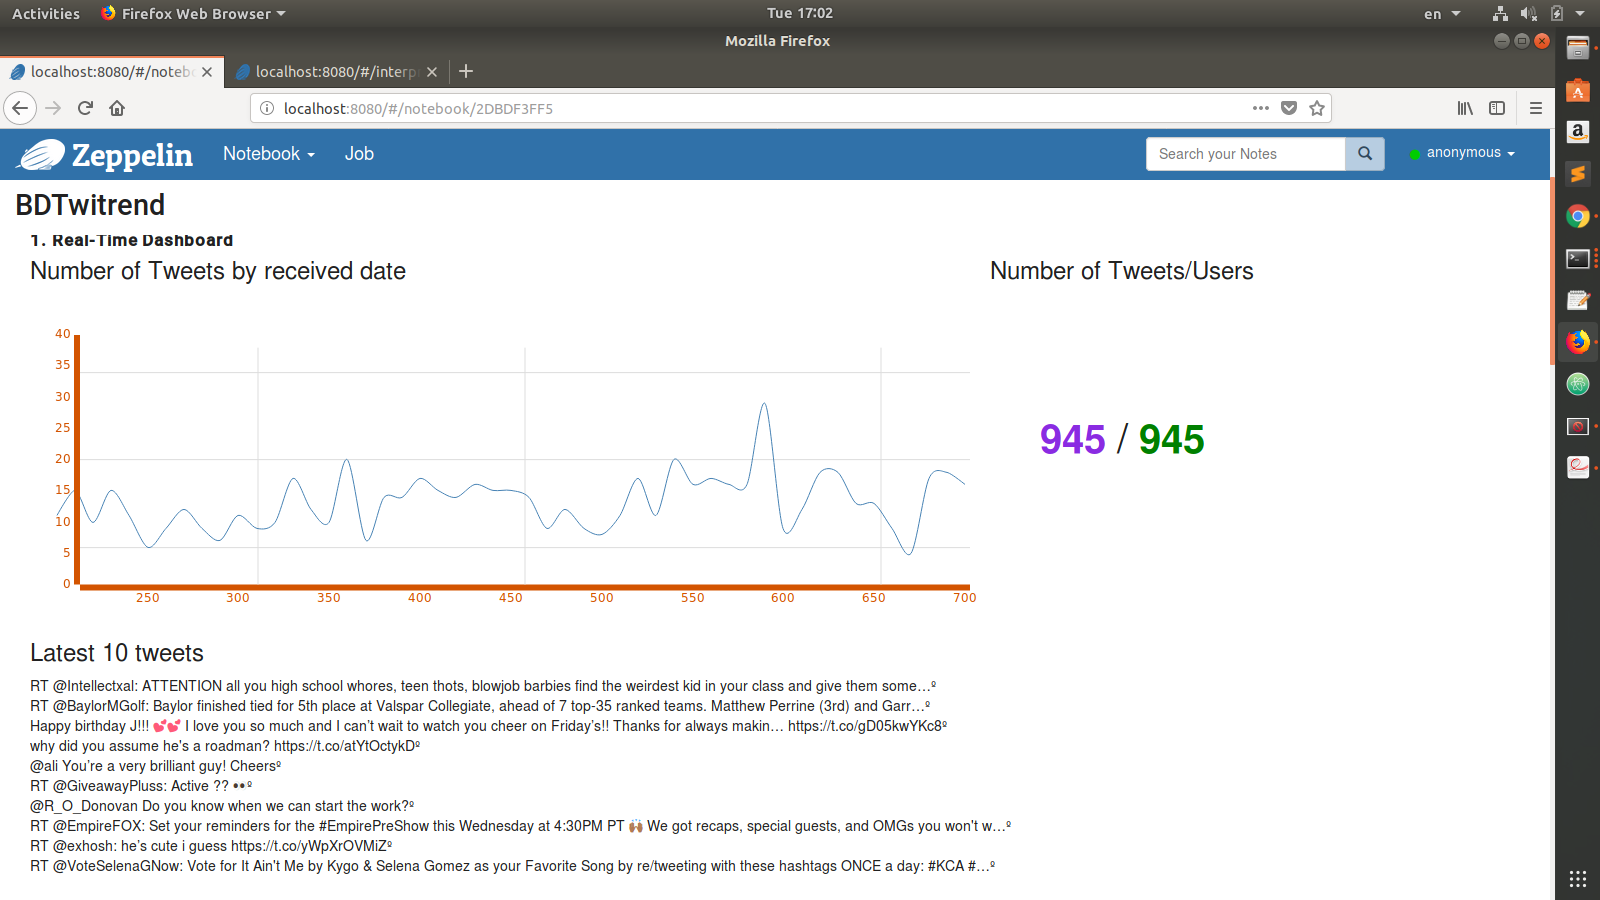 Activities Firefox Web Browser Tue 17:02 en
Mozilla Firefox
localhost:8080/#/noteb localhost:8080/#/interp
localhost:8080/#/notebook/2DBDF3FF5
Zeppelin Notebook Job Search your Notes anonymous
BDTwitrend
1. Real-Time Dashboard
Number of Tweets by received date Number of Tweets/Users
40
35
30
25
20
15
10
5
0
945 / 945
250 300 350 400 450 500 550 600 650 700
Latest 10 tweets
RT @Intellectxal: ATTENTION all you high school whores, teen thots, blowjob barbies find the weirdest kid in your class and give them some…º
RT @BaylorMGolf: Baylor finished tied for 5th place at Valspar Collegiate, ahead of 7 top-35 ranked teams. Matthew Perrine (3rd) and Garr…º
Happy birthday J!!! 💕💕 I love you so much and I can’t wait to watch you cheer on Friday’s!! Thanks for always makin… https://t.co/gD05kwYKc8º
why did you assume he's a roadman? https://t.co/atYtOctykDº
@ali You’re a very brilliant guy! Cheersº
RT @GiveawayPluss: Active ?? 👀º
@R_O_Donovan Do you know when we can start the work?º
RT @EmpireFOX: Set your reminders for the #EmpirePreShow this Wednesday at 4:30PM PT 🙌🏾 We got recaps, special guests, and OMGs you won't w…º
RT @exhosh: he’s cute i guess https://t.co/yWpXrOVMiZº
RT @VoteSelenaGNow: Vote for It Ain't Me by Kygo & Selena Gomez as your Favorite Song by re/tweeting with these hashtags ONCE a day: #KCA #…º